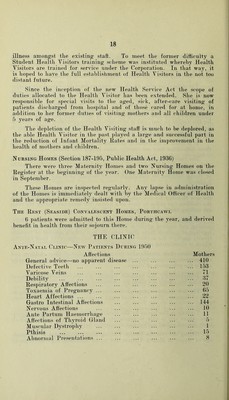 18
illness amongst the existing staff. To meet the former difficulty a
Student Health Visitors training scheme was instituted whereby Health
Visitors are trained for service under the Corporation. In that way, it
is hoped to have the full establishment of Health Visitors in the not too
distant future.
Since the inception of the new Health Service Act the scope of
duties allocated to the Health Visitor has been extended. She is now
responsible for special visits to the aged, sick, after-care visiting of
patients discharged from hospital and of those cared for at home, in
addition to her former duties of visiting mothers and all children under
5 years of age.
The depletion of the Health Visiting staff is much to be deplored, as
the able Health Visitor in the past played a large and successful part in
the reduction of Infant Mortality Rates and in the improvement in the
health of mothers and children.
NURSING HOMES (Section 187-195, Public Health Act, 1936)
There were three Maternity Homes and two Nursing Homes on the
Register at the beginning of the year. One Maternity Home was closed
in September.
These Homes are inspected regularly. Any lapse in administration
of the Homes is immediately dealt with by the Medical Officer of Health
and the appropriate remedy insisted upon.
THE REST (SEASIDE) CONVALESCENT HOMES, PORTHCAWL
6 patients were admitted to this Home during the year, and derived
benefit in health from their sojourn there.
THE CLINIC
ANTE-NATAL CLINIC—NEW PATIENTS DURING 1950
Affections Mothers
General advice—no apparent disease ... 410
Defective Teeth ... 153
Varicose Veins ... 71
Debility ... 37
Respiratory Affections ... 20
Toxaemia of Pregnancy ... 65
Heart Affections ... 22
Gastro Intestinal Affections ... 144
Nervous Affections ... 10
Ante Partum Haemorrhage ... 11
Affections of Thyroid Gland ... 5
Muscular Dystrophy ... 1
Pthisis ... 15
Abnormal Presentations ... 8